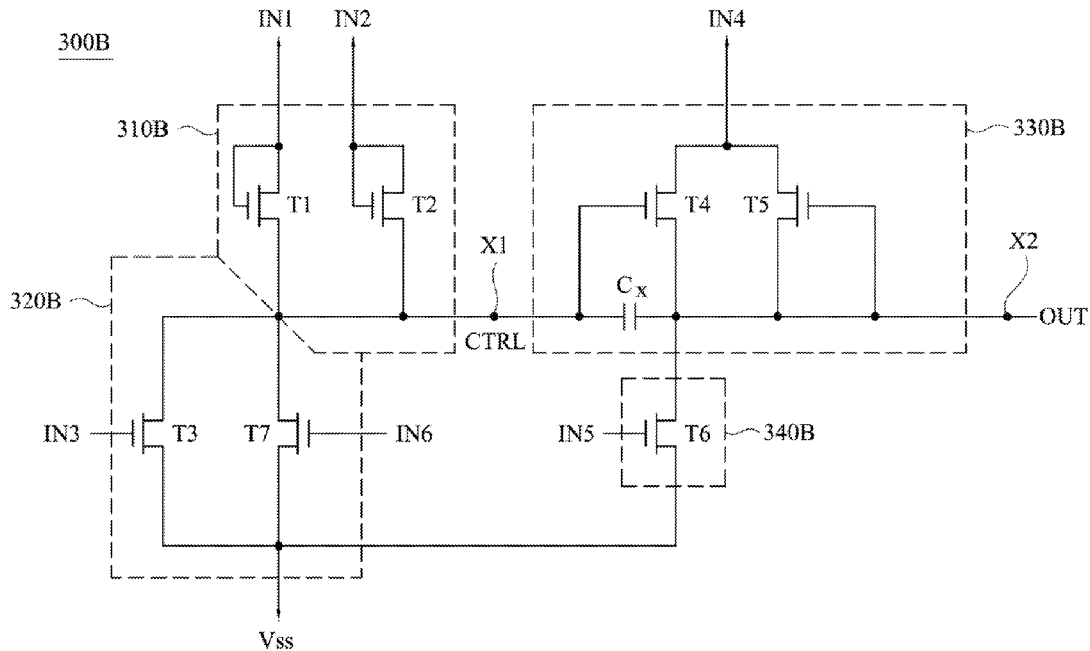 300B
IN1 IN2 IN4
310B 330B
T1 T2 T4 T5
X1 X2
320B Cx
CTRL OUT
IN3 T3 T7 IN6 IN5 T6 340B
Vss